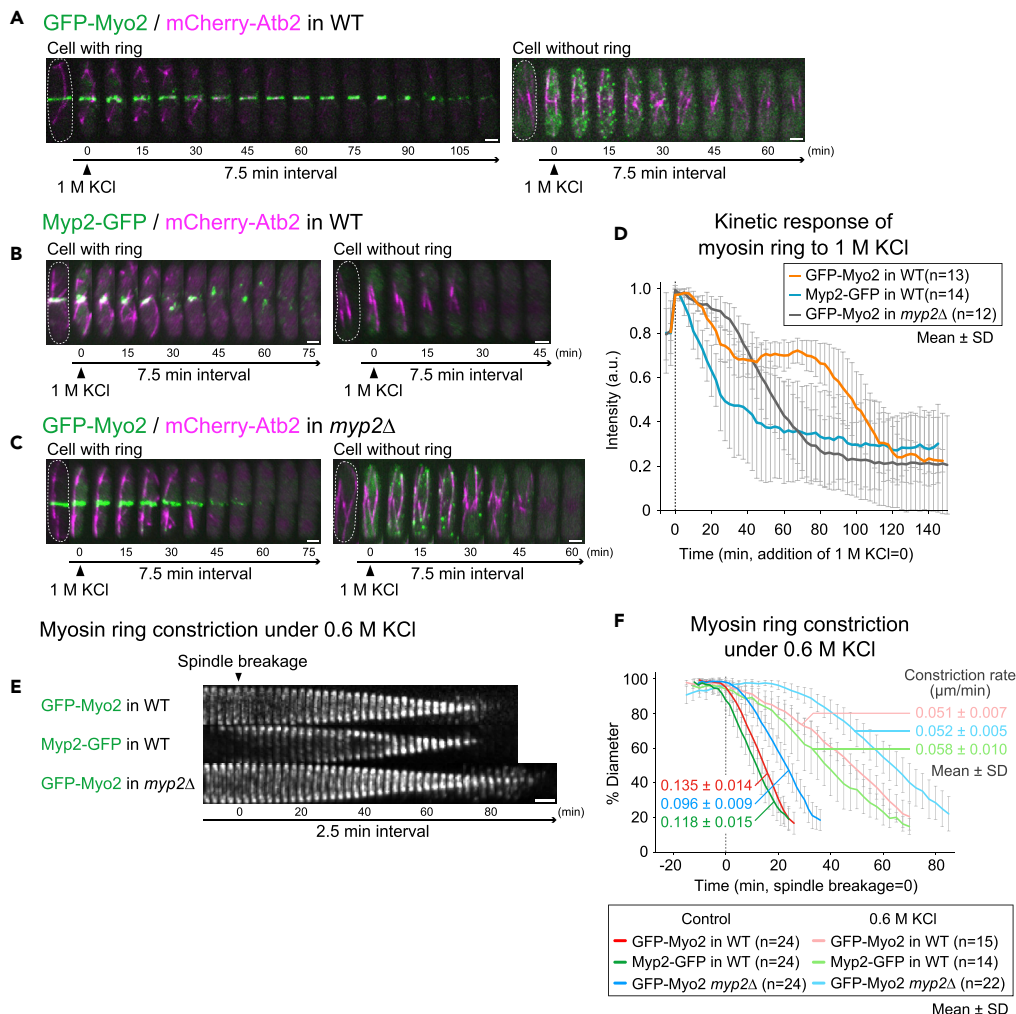 A
GFP-Myo2 / mCherry-Atb2 in WT
Cell with ring
Cell without ring
0 15 30 45 60 75 90 105
7.5 min interval
1 M KCl
0 15 30 45 60 (min)
7.5 min interval
B
Myp2-GFP / mCherry-Atb2 in WT
Cell with ring
Cell without ring
0 15 30 45 60 75
7.5 min interval
1 M KCl
0 15 30 45 (min)
7.5 min interval
1 M KCl
C
GFP-Myo2 / mCherry-Atb2 in myp2Δ
Cell with ring
Cell without ring
0 15 30 45 60 75
7.5 min interval
1 M KCl
0 15 30 45 60 (min)
7.5 min interval
1 M KCl
D
Kinetic response of
myosin ring to 1 M KCl
GFP-Myo2 in WT(n=13)
Myp2-GFP in WT(n=14)
GFP-Myo2 in myp2Δ (n=12)
Mean ± SD
Intensity (a.u.)
1.0
0.8
0.6
0.4
0.2
0
0 20 40 60 80 100 120 140
Time (min, addition of 1 M KCl=0)
Myosin ring constriction under 0.6 M KCl
E
Spindle breakage
GFP-Myo2 in WT
Myp2-GFP in WT
GFP-Myo2 in myp2Δ
0 20 40 60 80 (min)
2.5 min interval
F
Myosin ring constriction
under 0.6 M KCl
Constriction rate
(μm/min)
0.051 ± 0.007
0.052 ± 0.005
0.058 ± 0.010
Mean ± SD
0.135 ± 0.014
0.096 ± 0.009
0.118 ± 0.015
% Diameter
100
80
60
40
20
0
-20 0 20 40 60 80
Time (min, spindle breakage=0)
Control
GFP-Myo2 in WT (n=24)
Myp2-GFP in WT (n=24)
GFP-Myo2 myp2Δ (n=24)
0.6 M KCl
GFP-Myo2 in WT (n=15)
Myp2-GFP in WT (n=14)
GFP-Myo2 myp2Δ (n=22)
Mean ± SD